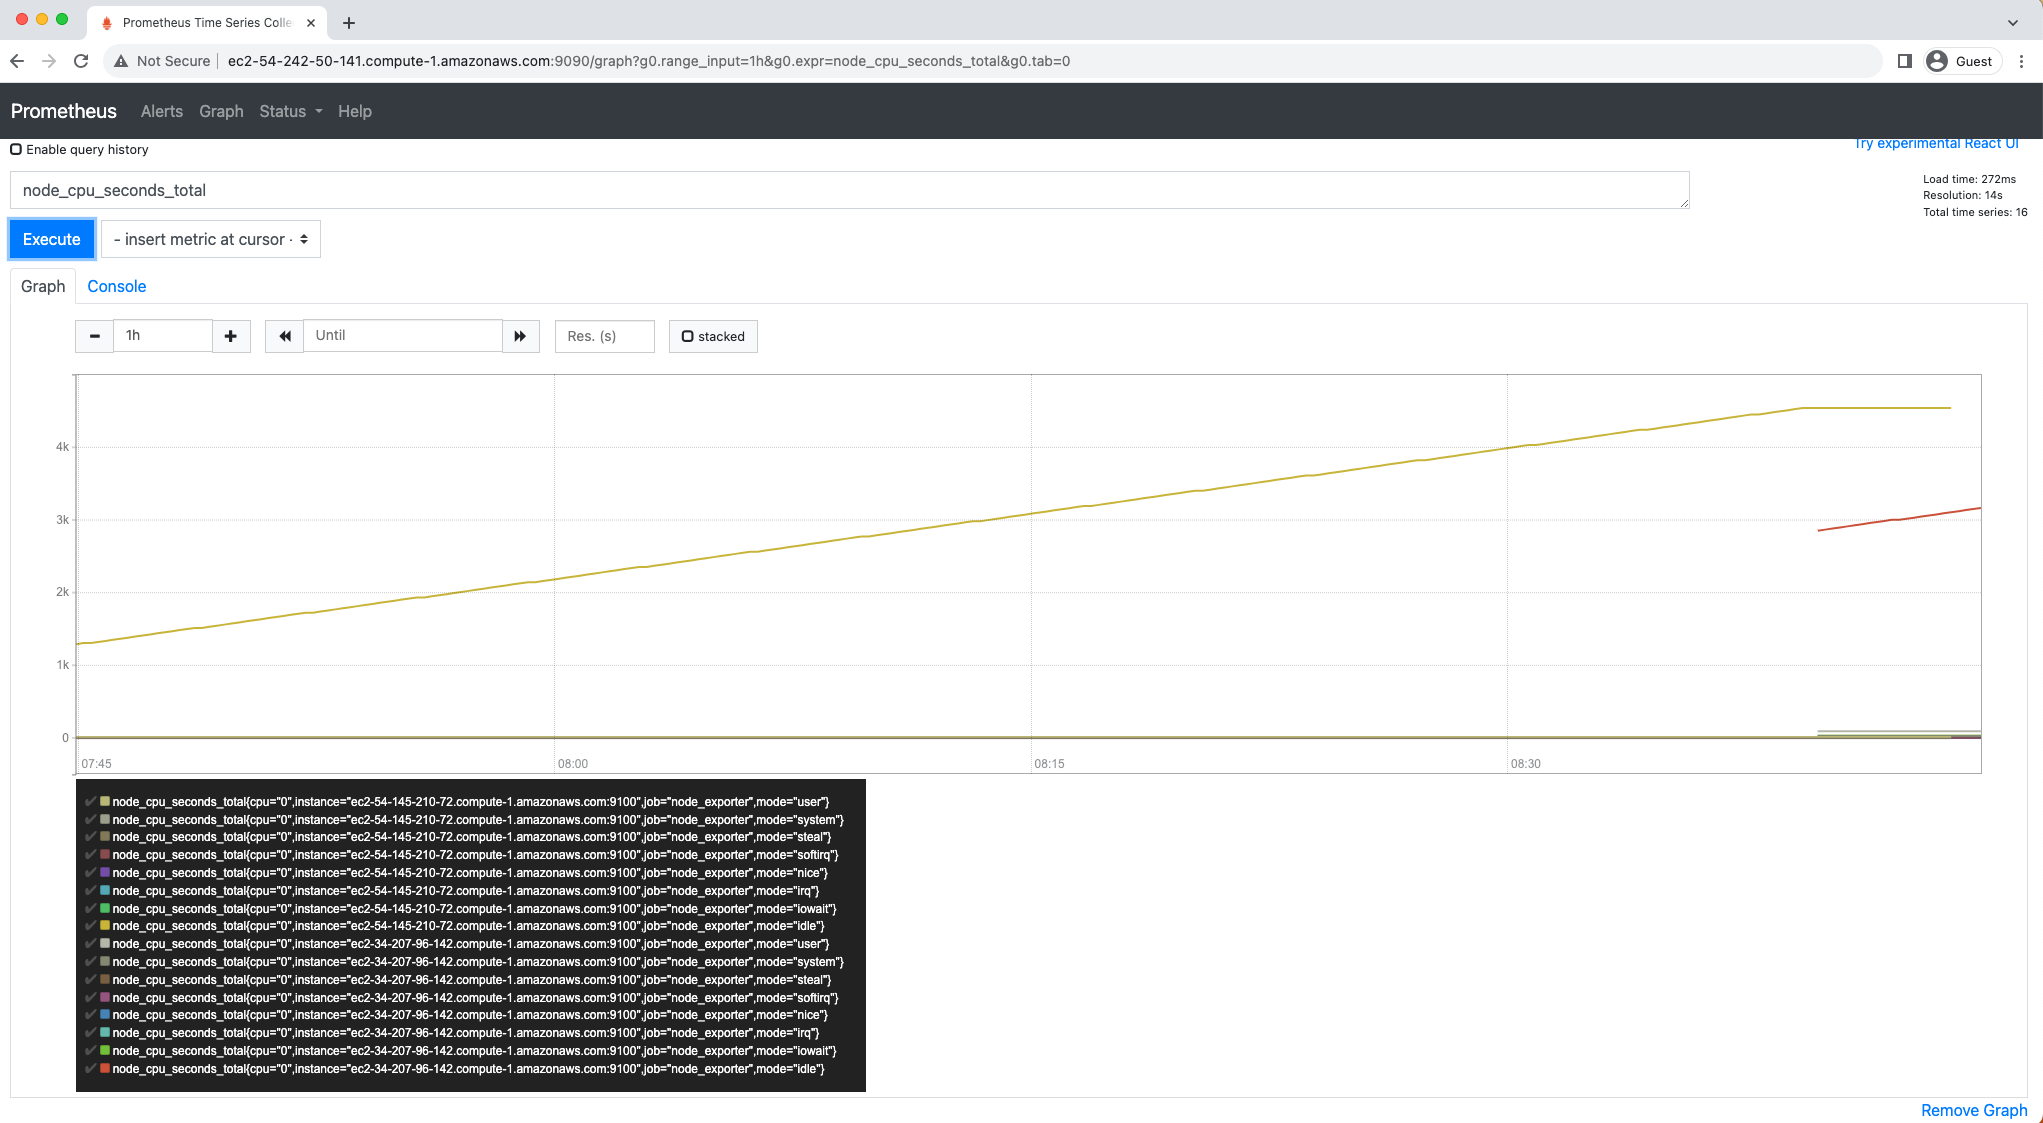 Prometheus Time Series Colle
Not Secure
ec2-54-242-50-141.compute-1.amazonaws.com:9090/graph?g0.range_input=1h&g0.expr=node_cpu_seconds_total&g0.tab=0
Guest
Prometheus Alerts Graph Status Help
Enable query history
Try experimental React UI
node_cpu_seconds_total
Load time: 272ms
Resolution: 14s
Total time series: 16
Execute
- insert metric at cursor -
Graph Console
1h
Until
Res. (s)
stacked
4k
3k
2k
1k
0
07:45 08:00 08:15 08:30
node_cpu_seconds_total{cpu="0",instance="ec2-54-145-210-72.compute-1.amazonaws.com:9100",job="node_exporter",mode="user"}
node_cpu_seconds_total{cpu="0",instance="ec2-54-145-210-72.compute-1.amazonaws.com:9100",job="node_exporter",mode="system"}
node_cpu_seconds_total{cpu="0",instance="ec2-54-145-210-72.compute-1.amazonaws.com:9100",job="node_exporter",mode="steal"}
node_cpu_seconds_total{cpu="0",instance="ec2-54-145-210-72.compute-1.amazonaws.com:9100",job="node_exporter",mode="softirq"}
node_cpu_seconds_total{cpu="0",instance="ec2-54-145-210-72.compute-1.amazonaws.com:9100",job="node_exporter",mode="nice"}
node_cpu_seconds_total{cpu="0",instance="ec2-54-145-210-72.compute-1.amazonaws.com:9100",job="node_exporter",mode="irq"}
node_cpu_seconds_total{cpu="0",instance="ec2-54-145-210-72.compute-1.amazonaws.com:9100",job="node_exporter",mode="iowait"}
node_cpu_seconds_total{cpu="0",instance="ec2-54-145-210-72.compute-1.amazonaws.com:9100",job="node_exporter",mode="idle"}
node_cpu_seconds_total{cpu="0",instance="ec2-34-207-96-142.compute-1.amazonaws.com:9100",job="node_exporter",mode="user"}
node_cpu_seconds_total{cpu="0",instance="ec2-34-207-96-142.compute-1.amazonaws.com:9100",job="node_exporter",mode="system"}
node_cpu_seconds_total{cpu="0",instance="ec2-34-207-96-142.compute-1.amazonaws.com:9100",job="node_exporter",mode="steal"}
node_cpu_seconds_total{cpu="0",instance="ec2-34-207-96-142.compute-1.amazonaws.com:9100",job="node_exporter",mode="softirq"}
node_cpu_seconds_total{cpu="0",instance="ec2-34-207-96-142.compute-1.amazonaws.com:9100",job="node_exporter",mode="nice"}
node_cpu_seconds_total{cpu="0",instance="ec2-34-207-96-142.compute-1.amazonaws.com:9100",job="node_exporter",mode="irq"}
node_cpu_seconds_total{cpu="0",instance="ec2-34-207-96-142.compute-1.amazonaws.com:9100",job="node_exporter",mode="iowait"}
node_cpu_seconds_total{cpu="0",instance="ec2-34-207-96-142.compute-1.amazonaws.com:9100",job="node_exporter",mode="idle"}
Remove Graph